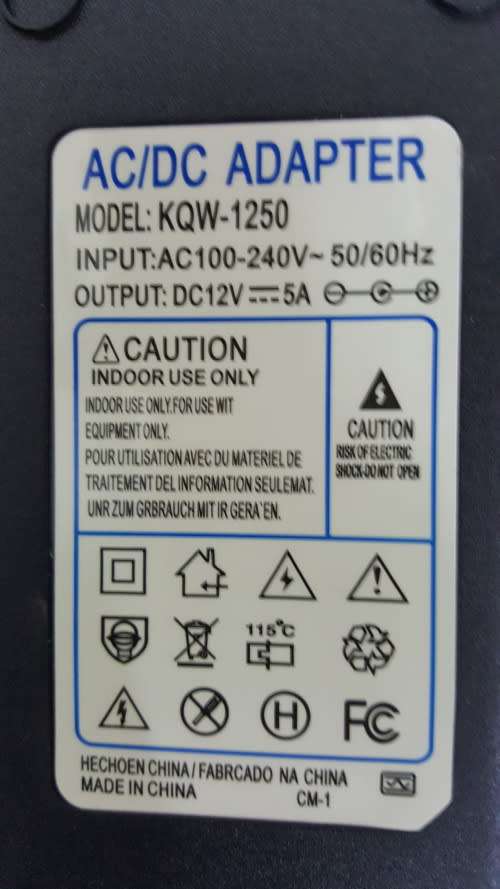 AC/DC ADAPTER
MODEL: KQW-1250
INPUT:AC100-240V~ 50/60Hz
OUTPUT: DC12V⎓5A
CAUTION
INDOOR USE ONLY
INDOOR USE ONLY.FOR USE WIT
EQUIPMENT ONLY.
POUR UTILISATION AVEC DU MATERIEL DE
TRAITEMENT DEL INFORMATION SEULEMAT.
UNR ZUM GRBRAUCH MIT IR GERA`EN.
CAUTION
RISK OF ELECTRIC
SHOCK-DO NOT OPEN
115°C
H
FC
HECHOEN CHINA / FABRCADO NA CHINA
MADE IN CHINA
CM-1